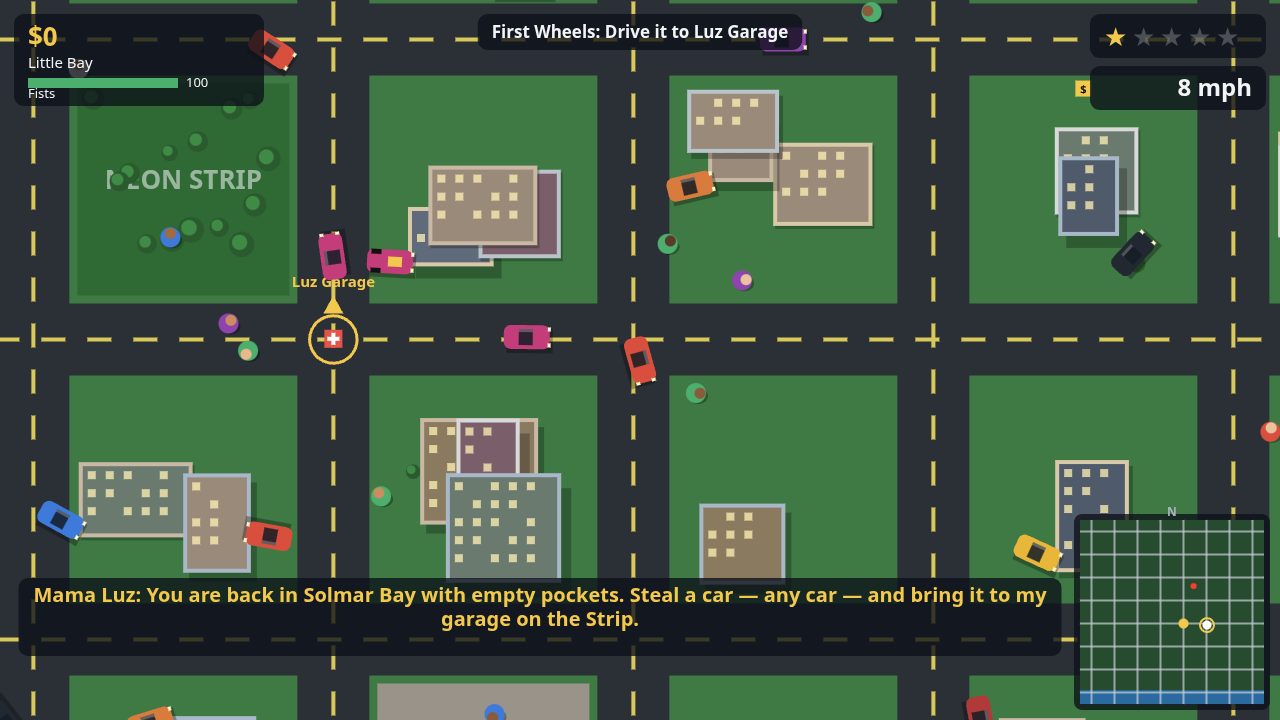 $0
Little Bay
100
Fists
First Wheels: Drive it to Luz Garage
$
8 mph
NEON STRIP
Luz Garage
N
Mama Luz: You are back in Solmar Bay with empty pockets. Steal a car — any car — and bring it to my
garage on the Strip.